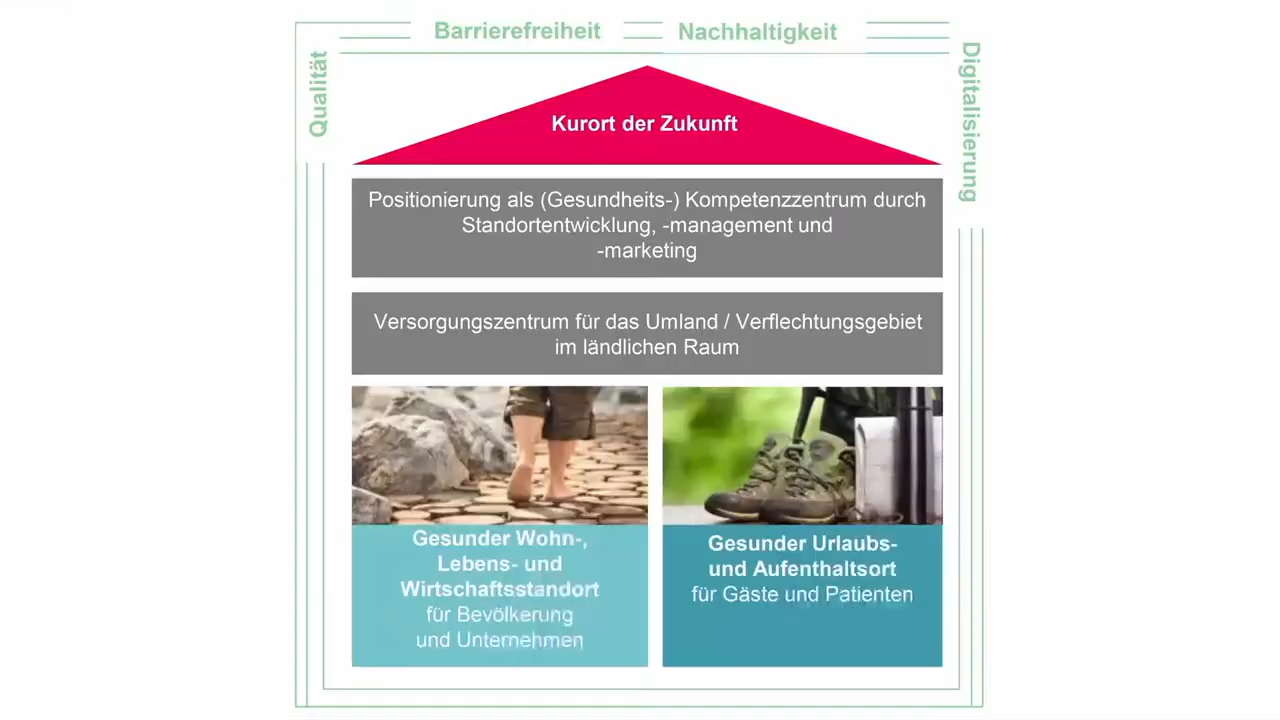 Barrierefreiheit
Nachhaltigkeit
Qualität
Digitalisierung
Kurort der Zukunft
Positionierung als (Gesundheits-) Kompetenzzentrum durch
Standortentwicklung, -management und
-marketing
Versorgungszentrum für das Umland / Verflechtungsgebiet
im ländlichen Raum
Gesunder Wohn-,
Lebens- und
Wirtschaftsstandort
für Bevölkerung
und Unternehmen
Gesunder Urlaubs-
und Aufenthaltsort
für Gäste und Patienten